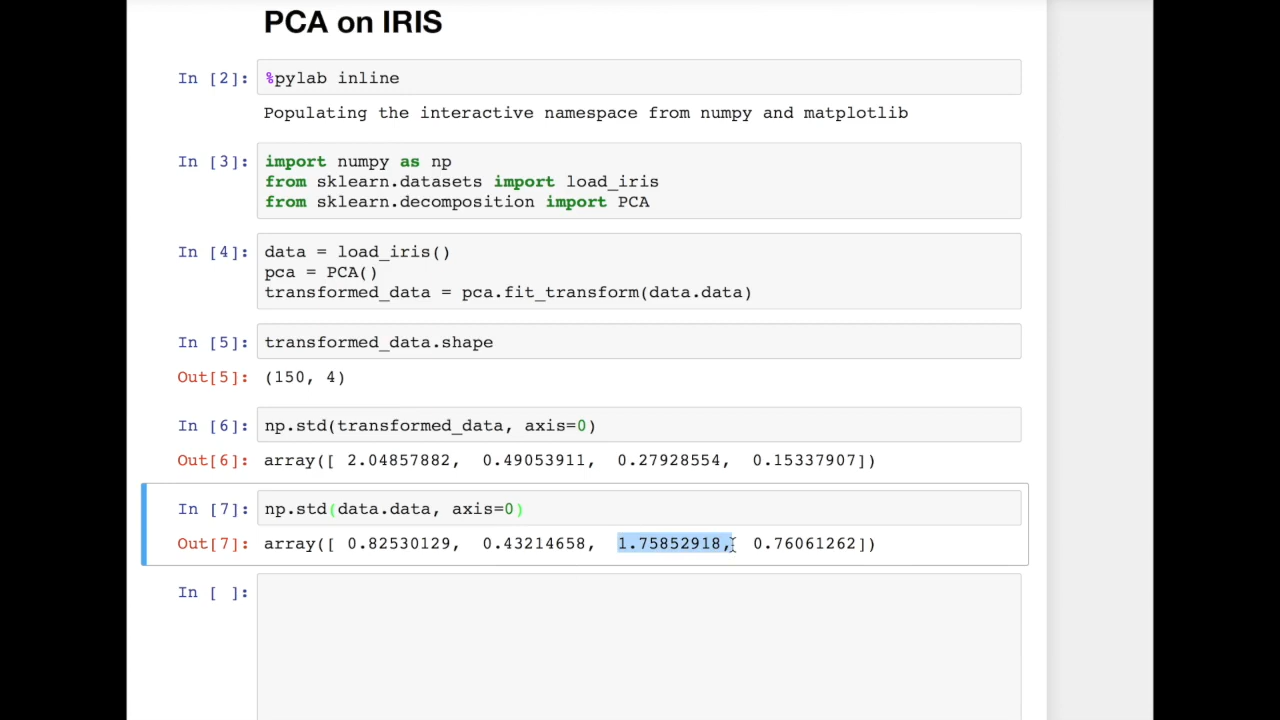 PCA on IRIS
In [2]: %pylab inline
Populating the interactive namespace from numpy and matplotlib
In [3]: import numpy as np
from sklearn.datasets import load_iris
from sklearn.decomposition import PCA
In [4]: data = load_iris()
pca = PCA()
transformed_data = pca.fit_transform(data.data)
In [5]: transformed_data.shape
Out[5]: (150, 4)
In [6]: np.std(transformed_data, axis=0)
Out[6]: array([ 2.04857882, 0.49053911, 0.27928554, 0.15337907])
In [7]: np.std(data.data, axis=0)
Out[7]: array([ 0.82530129, 0.43214658, 1.75852918, 0.76061262])
In [ ]: